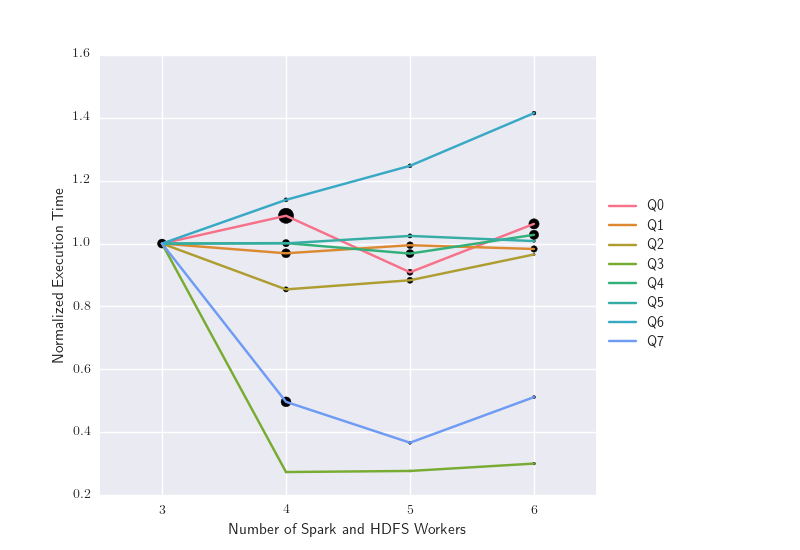 1.6
1.4
1.2
1.0
0.8
0.6
0.4
0.2
Normalized Execution Time
3 4 5 6
Number of Spark and HDFS Workers
Q0
Q1
Q2
Q3
Q4
Q5
Q6
Q7